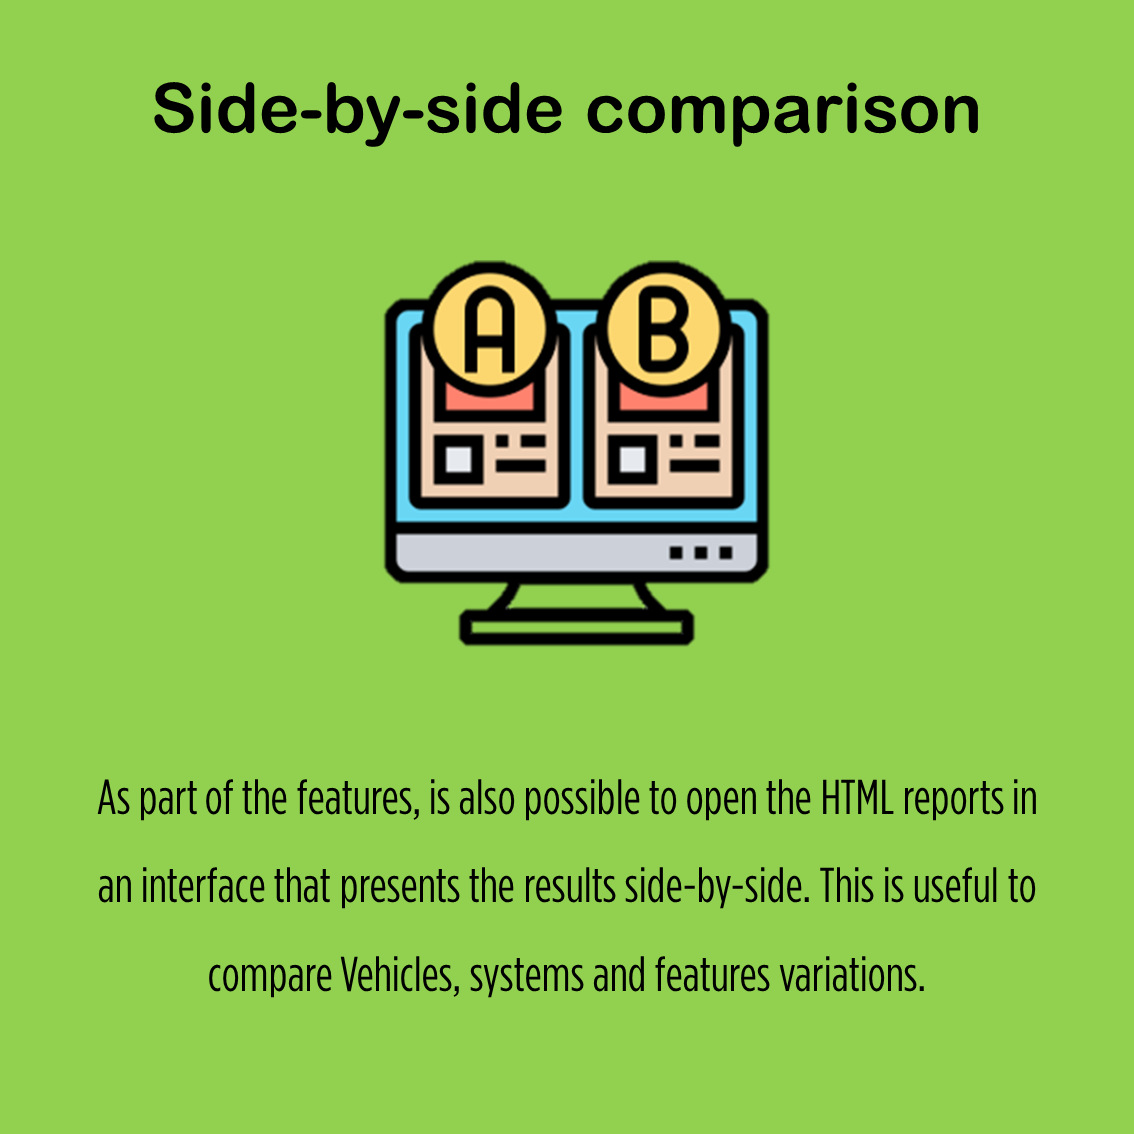 Side-by-side comparison
A B
As part of the features, is also possible to open the HTML reports in
an interface that presents the results side-by-side. This is useful to
compare Vehicles, systems and features variations.